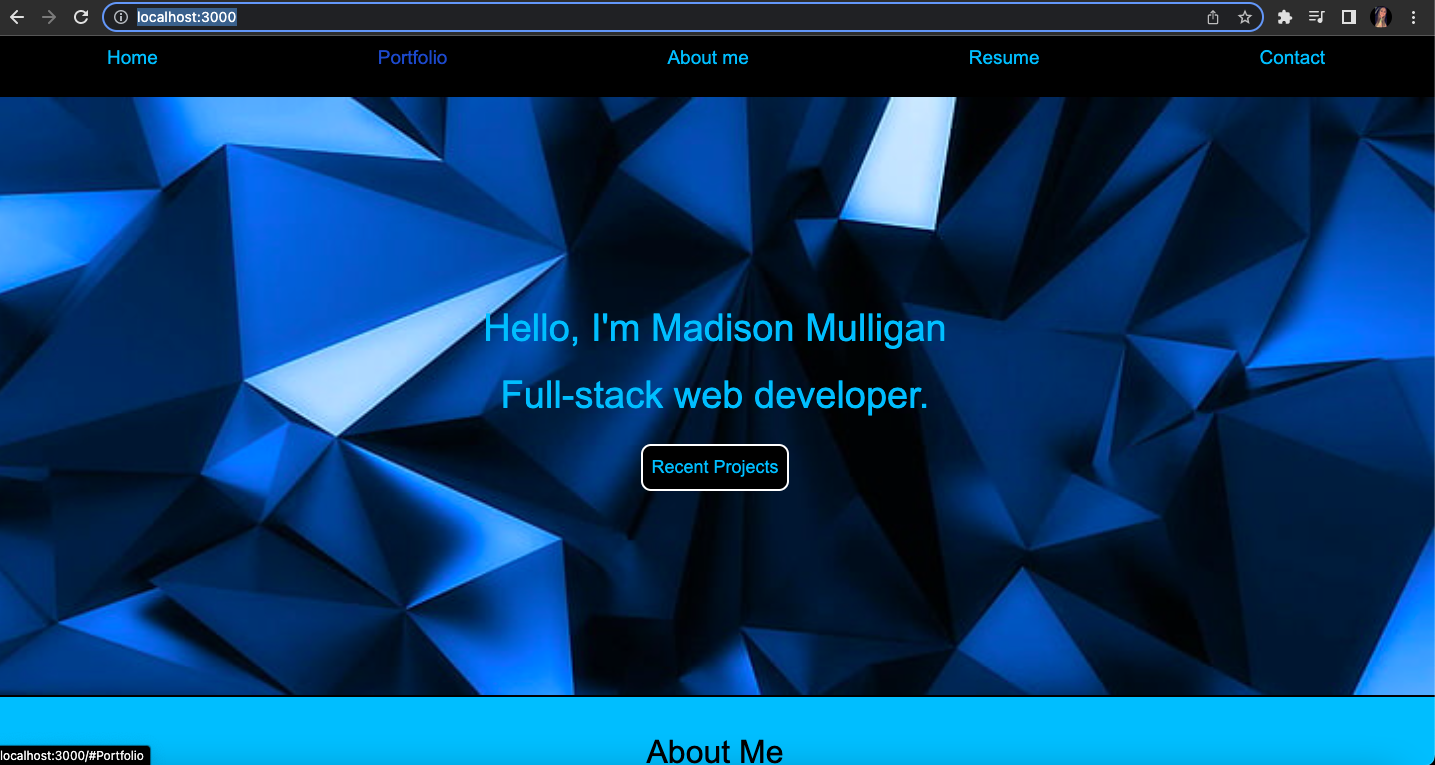 localhost:3000
Home Portfolio About me Resume Contact
Hello, I'm Madison Mulligan
Full-stack web developer.
Recent Projects
About Me
localhost:3000/#Portfolio